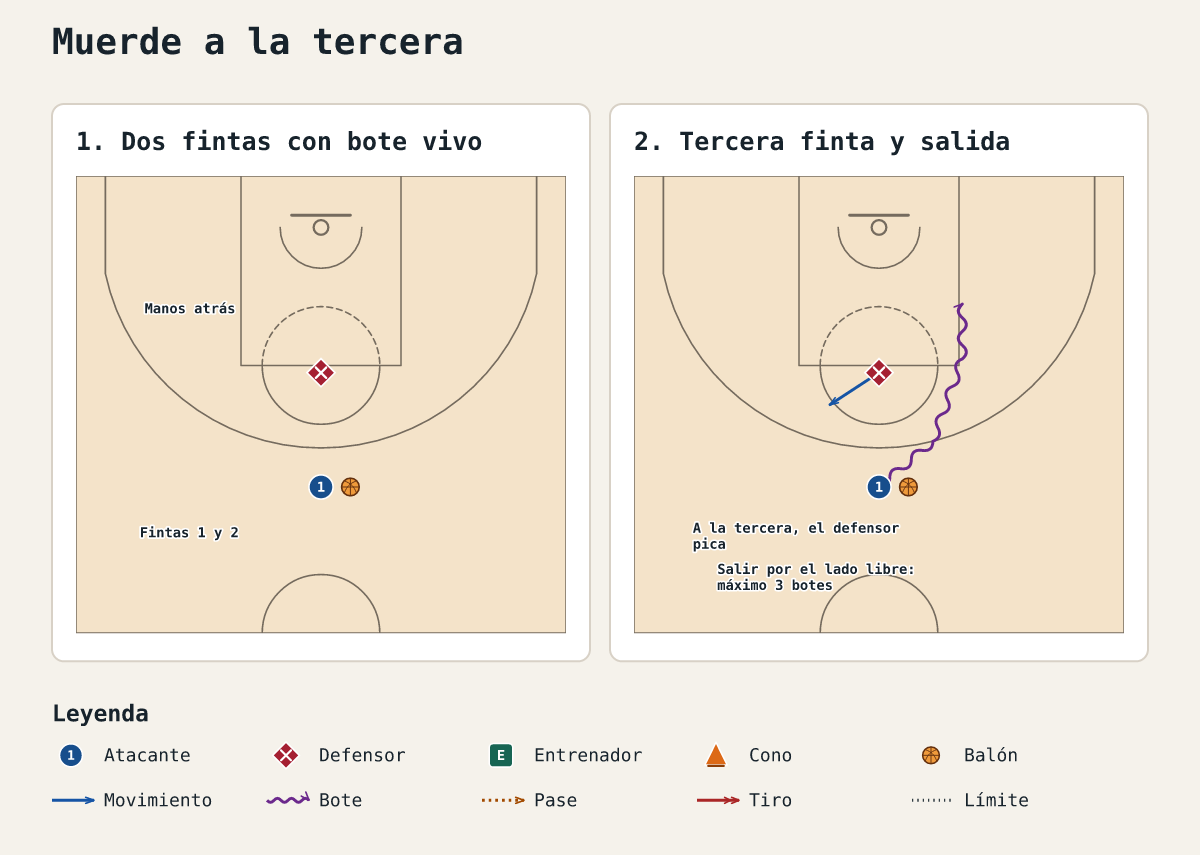 Muerde a la tercera
1. Dos fintas con bote vivo
Manos atrás
1
Fintas 1 y 2
2. Tercera finta y salida
1
A la tercera, el defensor
pica
Salir por el lado libre:
máximo 3 botes
Leyenda
1 Atacante
Defensor
E Entrenador
Cono
Balón
Movimiento
Bote
Pase
Tiro
Límite